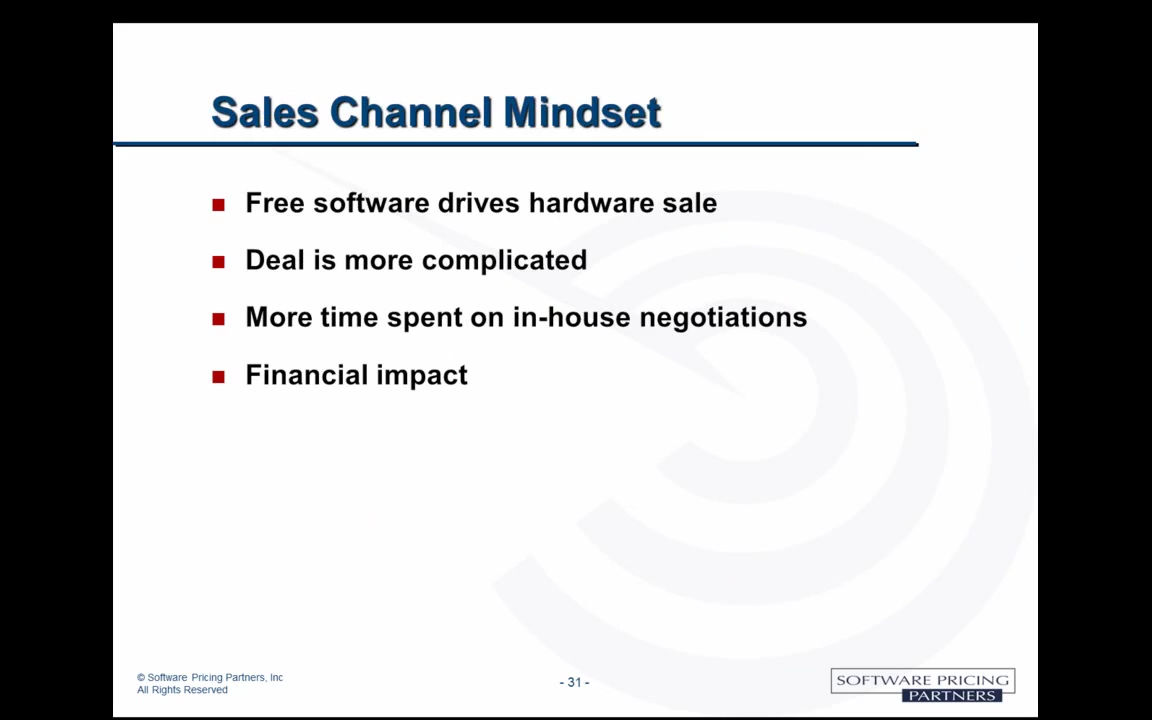 Sales Channel Mindset
Free software drives hardware sale
Deal is more complicated
More time spent on in-house negotiations
Financial impact
© Software Pricing Partners, Inc
All Rights Reserved
- 31 -
SOFTWARE PRICING
PARTNERS